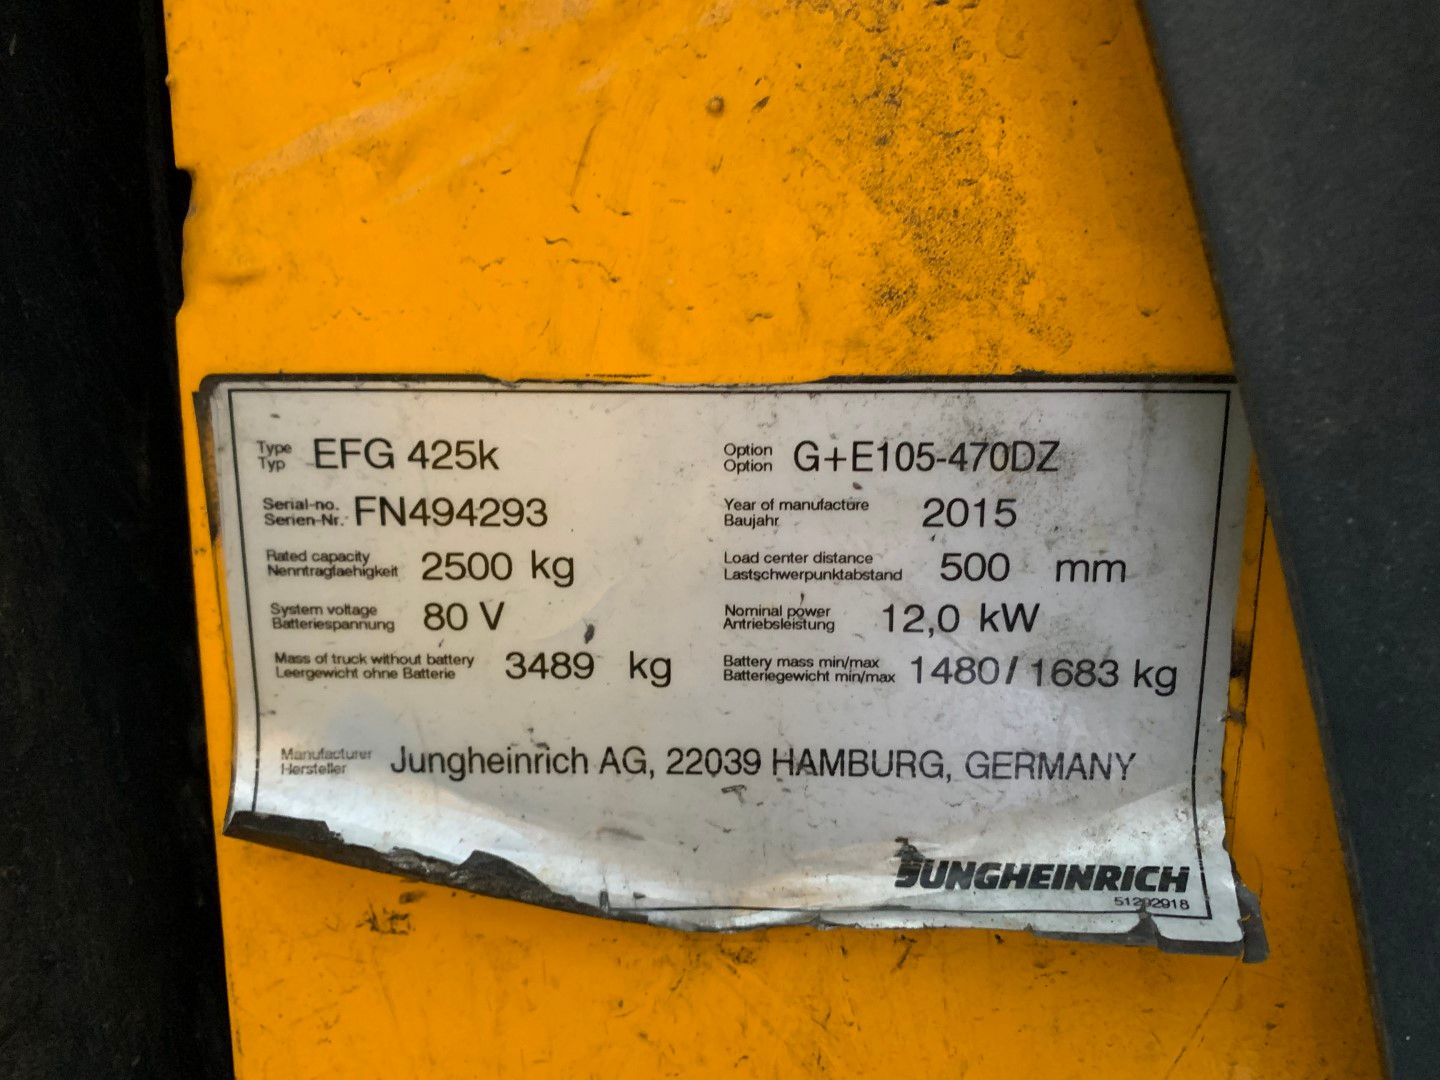 Type EFG 425k Option G+E105-470DZ
Typ Option
Serial-no. FN494293 Year of manufacture 2015
Serien-Nr. Baujahr
Rated capacity 2500 kg Load center distance 500 mm
Nenntragfaehigkeit Lastschwerpunktabstand
System voltage 80 V Nominal power 12,0 kW
Batteriespannung Antriebsleistung
Mass of truck without battery 3489 kg Battery mass min/max 1480/1683 kg
Leergewicht ohne Batterie Batteriegewicht min/max
Manufacturer Jungheinrich AG, 22039 HAMBURG, GERMANY
Hersteller
JUNGHEINRICH
51292918